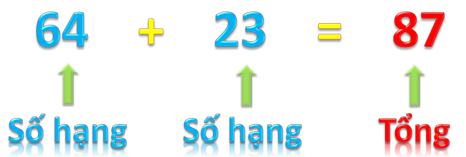 64 + 23 = 87
Số hạng Số hạng Tổng